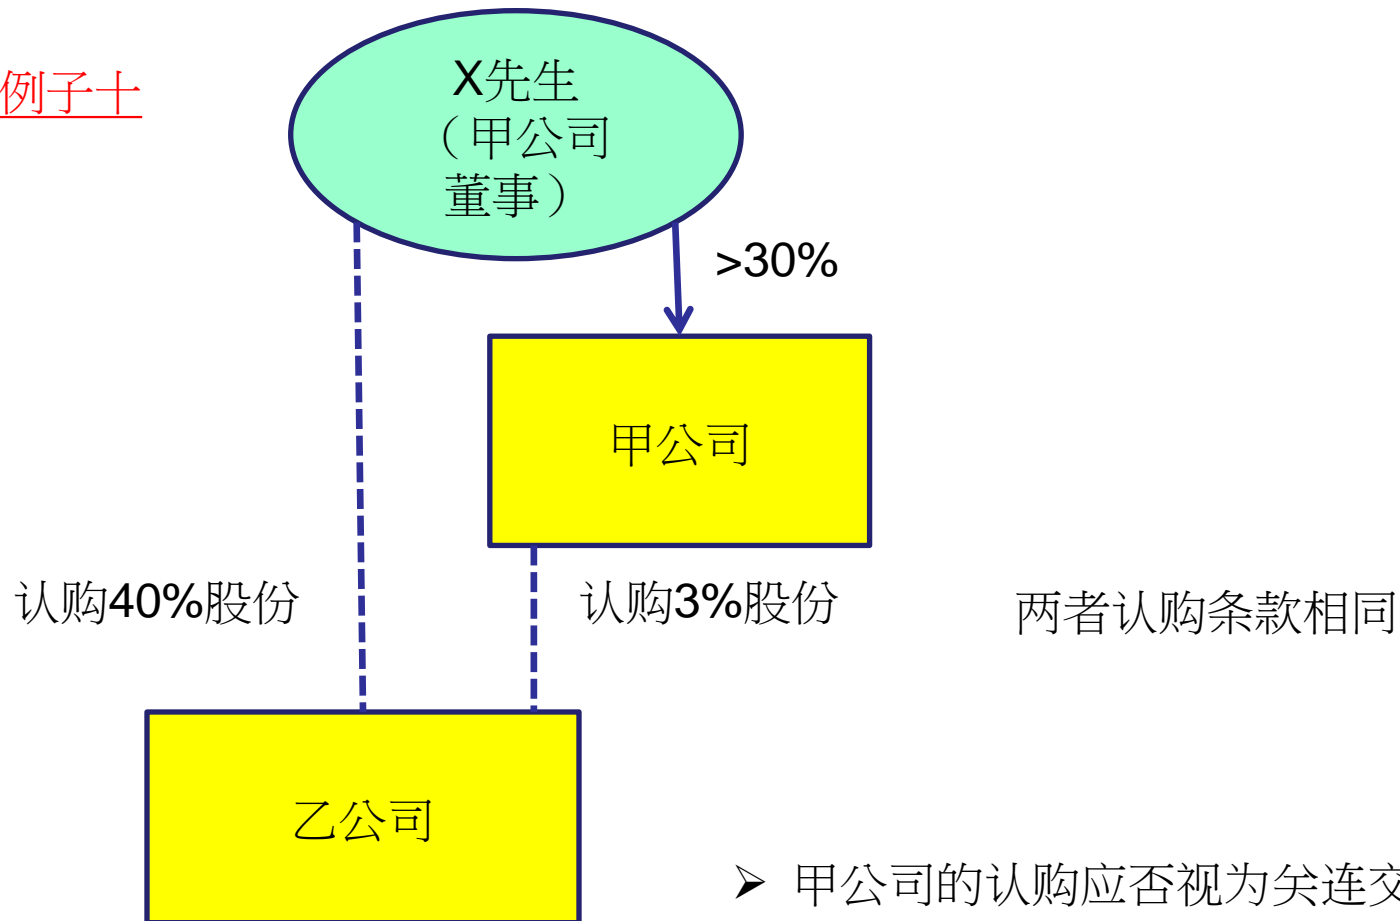 例子十
X先生
（甲公司
董事）
>30%
甲公司
认购40%股份
认购3%股份
两者认购条款相同
乙公司
➢ 甲公司的认购应否视为关连交